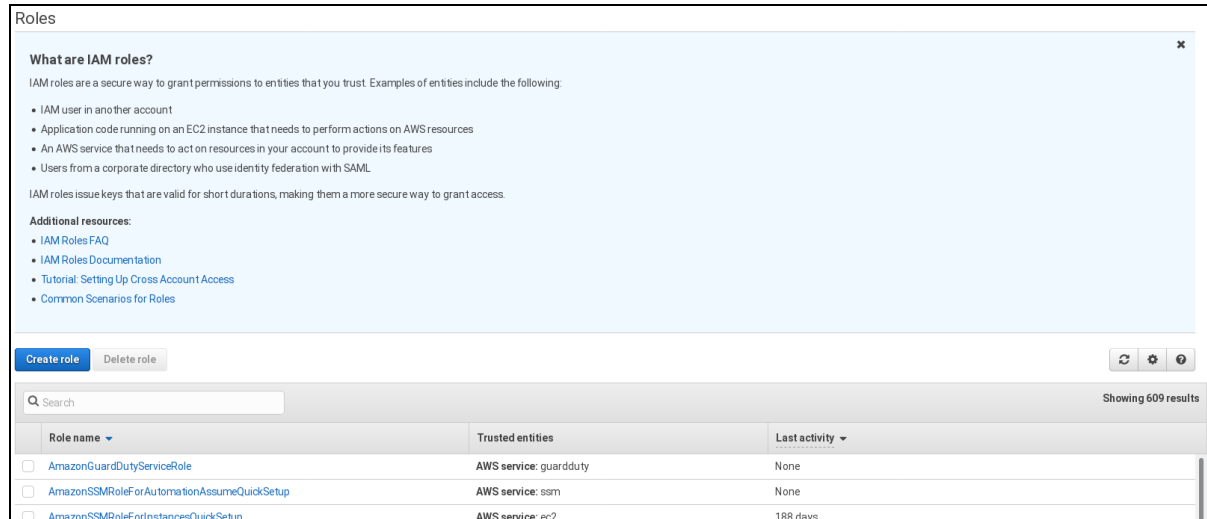 Roles
What are IAM roles?
IAM roles are a secure way to grant permissions to entities that you trust. Examples of entities include the following:
• IAM user in another account
• Application code running on an EC2 instance that needs to perform actions on AWS resources
• An AWS service that needs to act on resources in your account to provide its features
• Users from a corporate directory who use identity federation with SAML
IAM roles issue keys that are valid for short durations, making them a more secure way to grant access.
Additional resources:
• IAM Roles FAQ
• IAM Roles Documentation
• Tutorial: Setting Up Cross Account Access
• Common Scenarios for Roles
Create role Delete role
Search Showing 609 results
Role name Trusted entities Last activity
AmazonGuardDutyServiceRole AWS service: guardduty None
AmazonSSMRoleForAutomationAssumeQuickSetup AWS service: ssm None
AmazonSSMRoleForInstancesQuickSetup AWS service: ec2 188 days